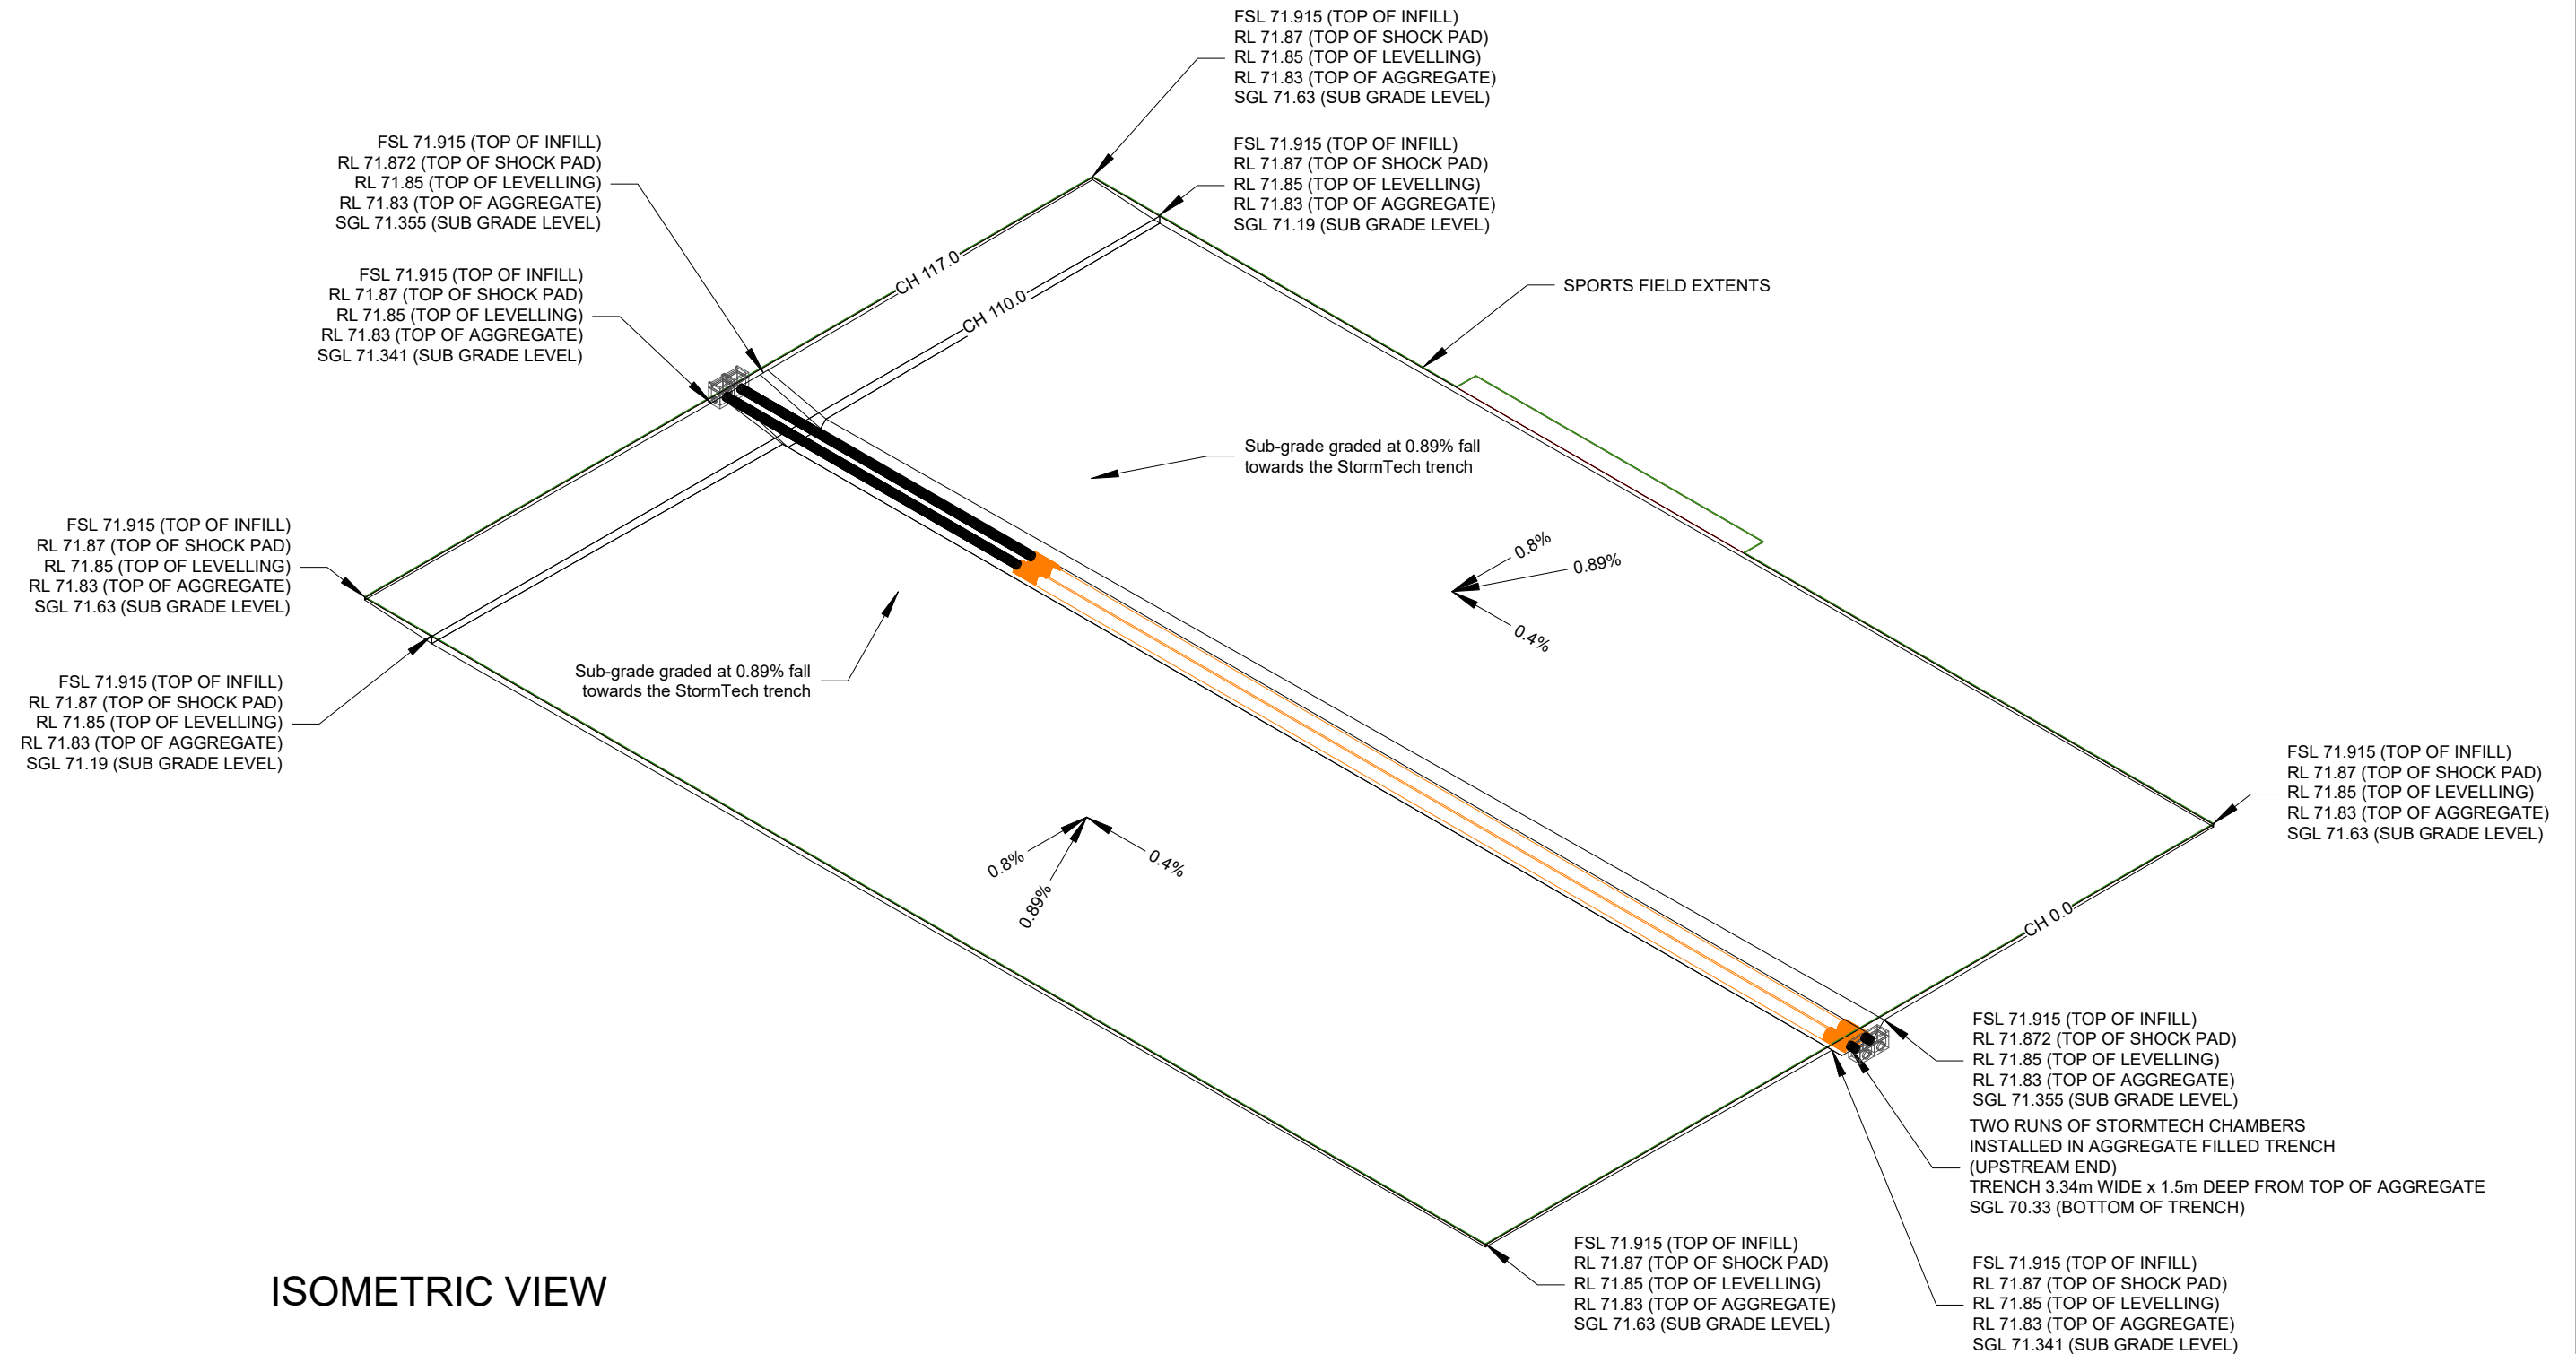 FSL 71.915 (TOP OF INFILL)
RL 71.87 (TOP OF SHOCK PAD)
RL 71.85 (TOP OF LEVELLING)
RL 71.83 (TOP OF AGGREGATE)
SGL 71.63 (SUB GRADE LEVEL)
FSL 71.915 (TOP OF INFILL)
RL 71.872 (TOP OF SHOCK PAD)
RL 71.85 (TOP OF LEVELLING)
RL 71.83 (TOP OF AGGREGATE)
SGL 71.355 (SUB GRADE LEVEL)
FSL 71.915 (TOP OF INFILL)
RL 71.87 (TOP OF SHOCK PAD)
RL 71.85 (TOP OF LEVELLING)
RL 71.83 (TOP OF AGGREGATE)
SGL 71.19 (SUB GRADE LEVEL)
FSL 71.915 (TOP OF INFILL)
RL 71.87 (TOP OF SHOCK PAD)
RL 71.85 (TOP OF LEVELLING)
RL 71.83 (TOP OF AGGREGATE)
SGL 71.341 (SUB GRADE LEVEL)
CH 117.0
CH 110.0
SPORTS FIELD EXTENTS
Sub-grade graded at 0.89% fall
towards the StormTech trench
FSL 71.915 (TOP OF INFILL)
RL 71.87 (TOP OF SHOCK PAD)
RL 71.85 (TOP OF LEVELLING)
RL 71.83 (TOP OF AGGREGATE)
SGL 71.63 (SUB GRADE LEVEL)
0.8%
0.89%
0.4%
Sub-grade graded at 0.89% fall
towards the StormTech trench
FSL 71.915 (TOP OF INFILL)
RL 71.87 (TOP OF SHOCK PAD)
RL 71.85 (TOP OF LEVELLING)
RL 71.83 (TOP OF AGGREGATE)
SGL 71.19 (SUB GRADE LEVEL)
FSL 71.915 (TOP OF INFILL)
RL 71.87 (TOP OF SHOCK PAD)
RL 71.85 (TOP OF LEVELLING)
RL 71.83 (TOP OF AGGREGATE)
SGL 71.63 (SUB GRADE LEVEL)
0.8%
0.4%
0.89%
CH 0.0
FSL 71.915 (TOP OF INFILL)
RL 71.872 (TOP OF SHOCK PAD)
RL 71.85 (TOP OF LEVELLING)
RL 71.83 (TOP OF AGGREGATE)
SGL 71.355 (SUB GRADE LEVEL)
TWO RUNS OF STORMTECH CHAMBERS
INSTALLED IN AGGREGATE FILLED TRENCH
(UPSTREAM END)
TRENCH 3.34m WIDE x 1.5m DEEP FROM TOP OF AGGREGATE
SGL 70.33 (BOTTOM OF TRENCH)
FSL 71.915 (TOP OF INFILL)
RL 71.87 (TOP OF SHOCK PAD)
RL 71.85 (TOP OF LEVELLING)
RL 71.83 (TOP OF AGGREGATE)
SGL 71.63 (SUB GRADE LEVEL)
FSL 71.915 (TOP OF INFILL)
RL 71.87 (TOP OF SHOCK PAD)
RL 71.85 (TOP OF LEVELLING)
RL 71.83 (TOP OF AGGREGATE)
SGL 71.341 (SUB GRADE LEVEL)
ISOMETRIC VIEW